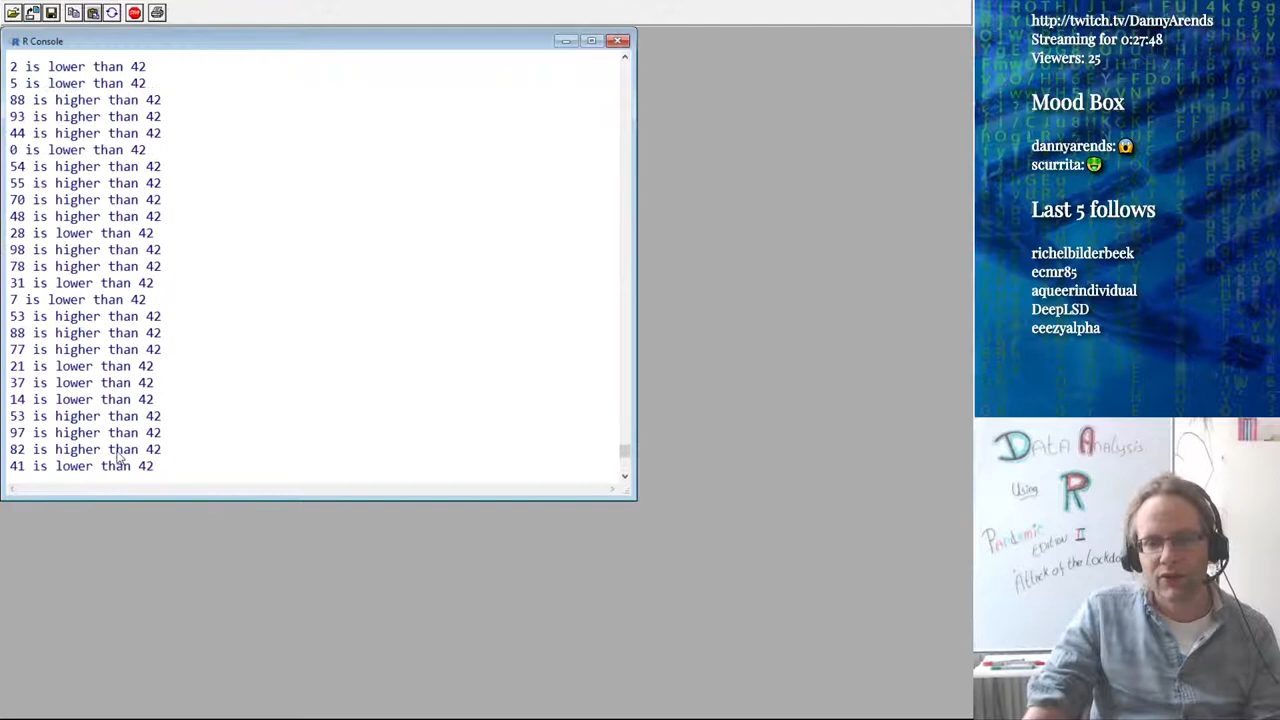 R Console
2 is lower than 42
5 is lower than 42
88 is higher than 42
93 is higher than 42
44 is higher than 42
0 is lower than 42
54 is higher than 42
55 is higher than 42
70 is higher than 42
48 is higher than 42
28 is lower than 42
98 is higher than 42
78 is higher than 42
31 is lower than 42
7 is lower than 42
53 is higher than 42
88 is higher than 42
77 is higher than 42
21 is lower than 42
37 is lower than 42
14 is lower than 42
53 is higher than 42
97 is higher than 42
82 is higher than 42
41 is lower than 42
http://twitch.tv/DannyArends
Streaming for 0:27:48
Viewers: 25
Mood Box
dannyarends: 😱
scurrita: 🤑
Last 5 follows
richelbilderbeek
ecmr85
aqueerindividual
DeepLSD
eeezyalpha
Data Analysis
Using R
Pandemic
Edition II
Attack of the